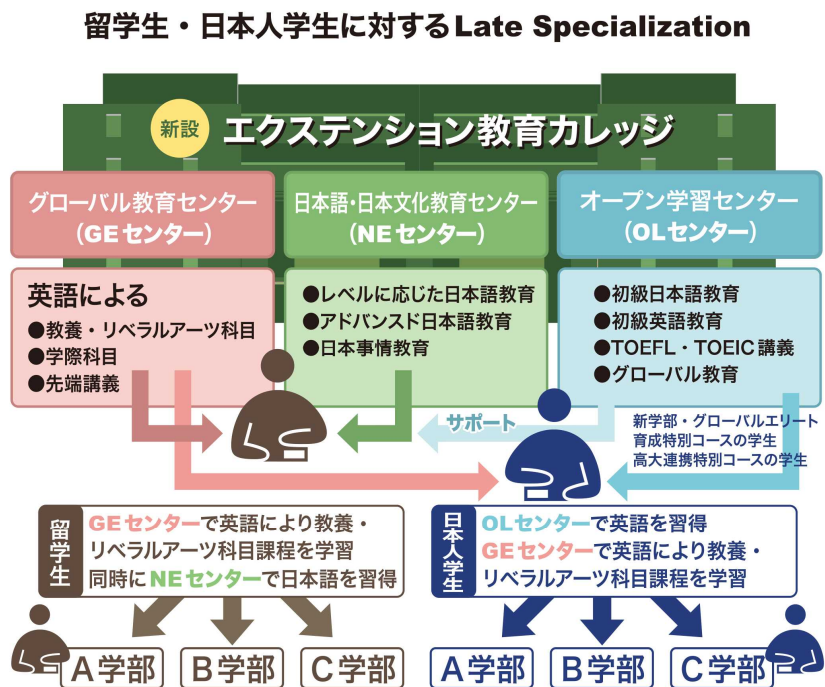 留学生・日本人学生に対するLate Specialization
新設
エクステンション教育カレッジ
グローバル教育センター
（GEセンター）
日本語・日本文化教育センター
（NEセンター）
オープン学習センター
（OLセンター）
英語による
●教養・リベラルアーツ科目
●学際科目
●先端講義
●レベルに応じた日本語教育
●アドバンスド日本語教育
●日本事情教育
●初級日本語教育
●初級英語教育
●TOEFL・TOEIC講義
●グローバル教育
サポート
新学部・グローバルエリート
育成特別コースの学生
高大連携特別コースの学生
留学生
GEセンターで英語により教養・
リベラルアーツ科目課程を学習
同時にNEセンターで日本語を習得
日本人学生
OLセンターで英語を習得
GEセンターで英語により教養・
リベラルアーツ科目課程を学習
A学部
B学部
C学部
A学部
B学部
C学部